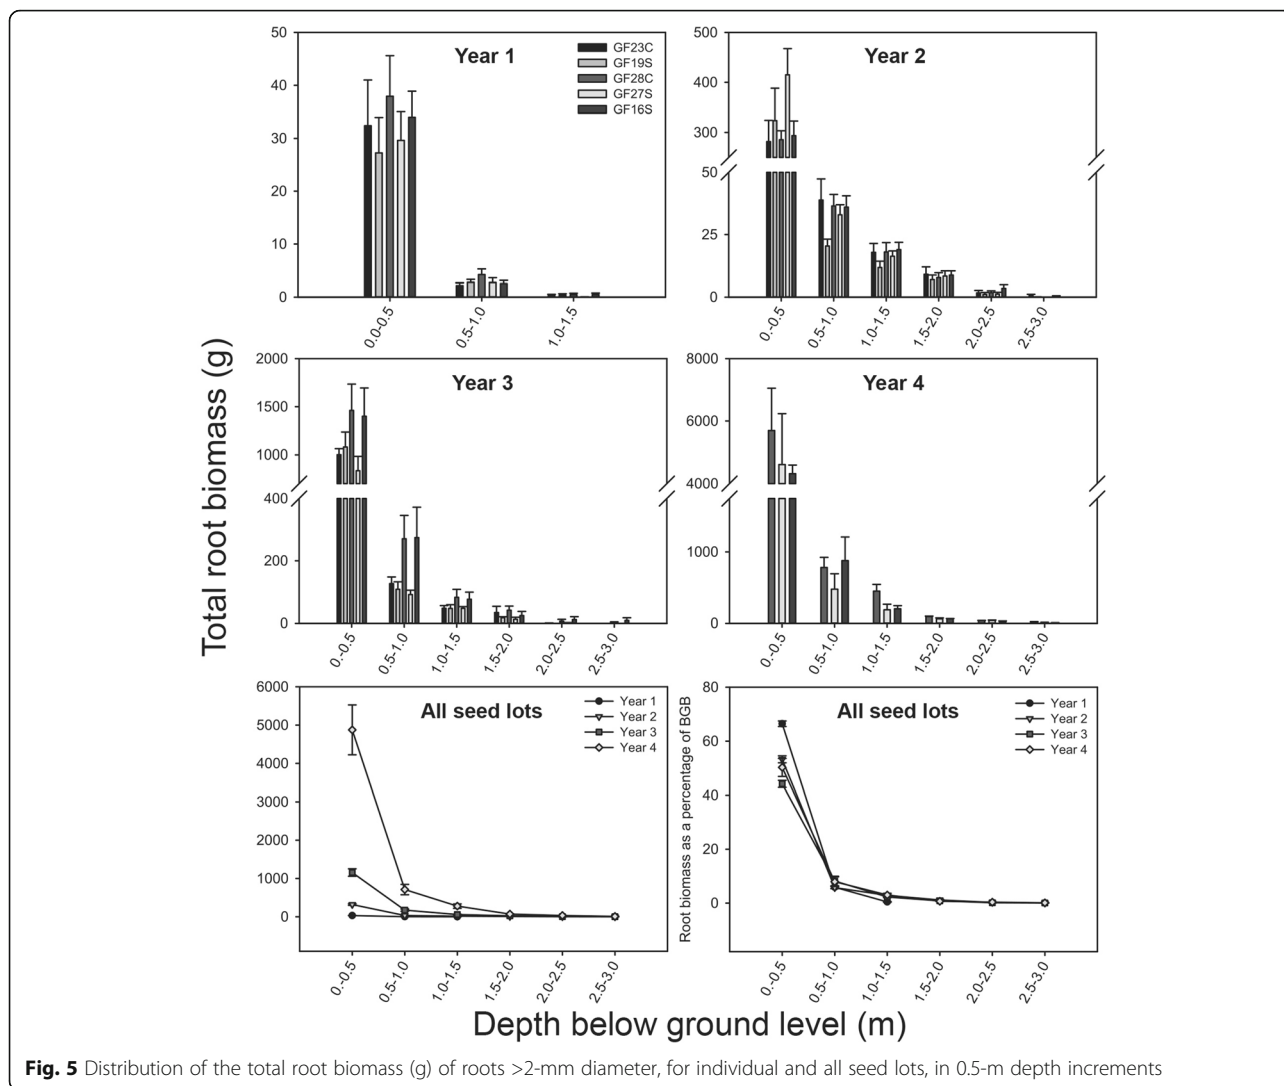 Total root biomass (g)
Year 1
GF23C
GF19S
GF28C
GF27S
GF16S
50
40
30
20
10
0
0.0-0.5
0.5-1.0
1.0-1.5
Year 2
500
400
300
50
25
0
0.-0.5
0.5-1.0
1.0-1.5
1.5-2.0
2.0-2.5
2.5-3.0
Year 3
2000
1500
1000
400
200
0
0.-0.5
0.5-1.0
1.0-1.5
1.5-2.0
2.0-2.5
2.5-3.0
Year 4
8000
6000
4000
1000
0
0.-0.5
0.5-1.0
1.0-1.5
1.5-2.0
2.0-2.5
2.5-3.0
All seed lots
Year 1
Year 2
Year 3
Year 4
6000
5000
4000
3000
2000
1000
0
0.-0.5
0.5-1.0
1.0-1.5
1.5-2.0
2.0-2.5
2.5-3.0
Root biomass as a percentage of BGB
All seed lots
Year 1
Year 2
Year 3
Year 4
80
60
40
20
0
0.-0.5
0.5-1.0
1.0-1.5
1.5-2.0
2.0-2.5
2.5-3.0
Depth below ground level (m)
Fig. 5 Distribution of the total root biomass (g) of roots >2-mm diameter, for individual and all seed lots, in 0.5-m depth increments